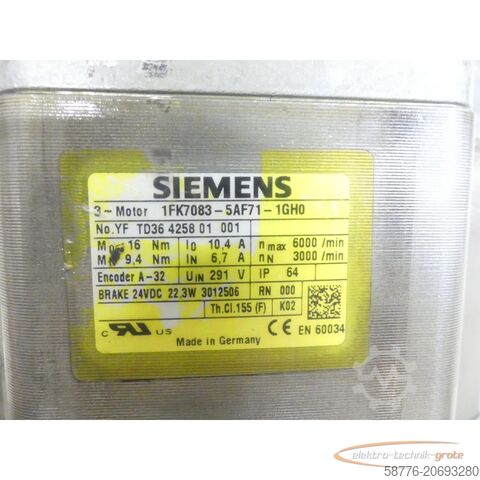 SIEMENS
3~Motor 1FK7083-5AF71-1GH0
No.YF TD36 4258 01 001
M0 16 Nm I0 10,4 A nmax 6000 /min
MN 9,4 Nm IN 6,7 A nN 3000 /min
Encoder A-32 UIN 291 V IP 64
BRAKE 24VDC 22,3W 3012506 RN 000
Th.Cl.155 (F) K02
C UR US CE EN 60034
Made in Germany
elektro-technik-grote
58776-20693280